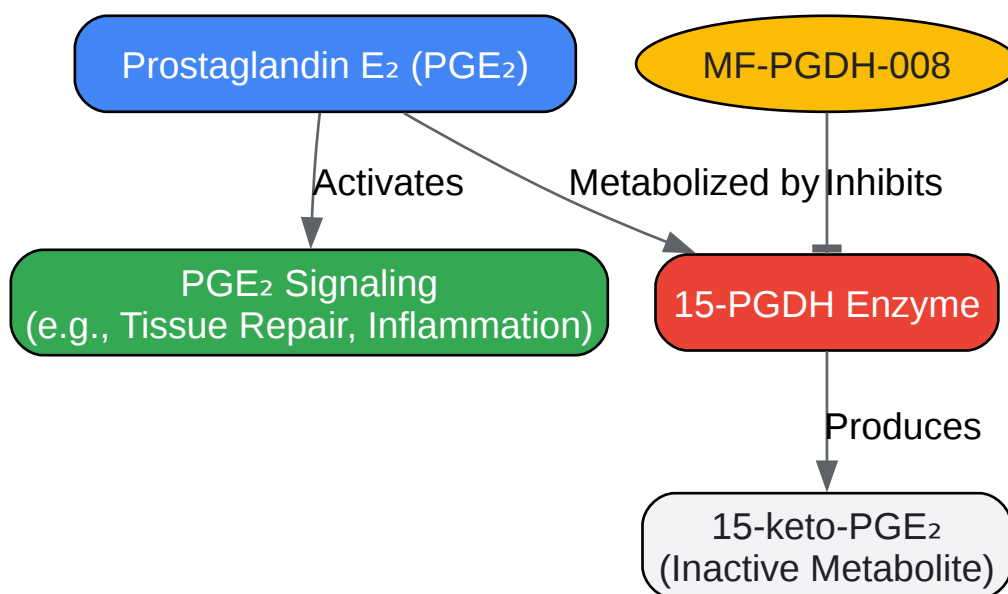 Prostaglandin E₂ (PGE₂)
MF-PGDH-008
Activates
Metabolized by
Inhibits
PGE₂ Signaling
(e.g., Tissue Repair, Inflammation)
15-PGDH Enzyme
Produces
15-keto-PGE₂
(Inactive Metabolite)